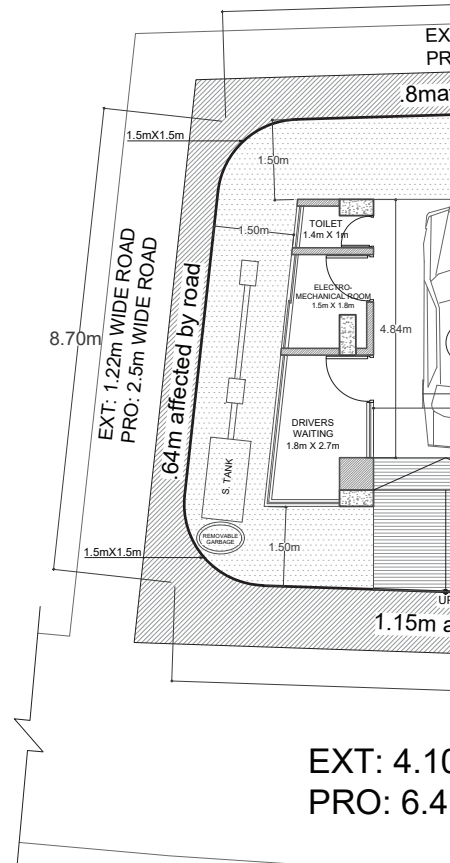 EX
PR
.8ma
1.5mX1.5m
1.50m
TOILET
1.4m X 1m
1.50m
ELECTRO-
MECHANICAL ROOM
1.5m X 1.8m
4.84m
8.70m
EXT: 1.22m WIDE ROAD
PRO: 2.5m WIDE ROAD
.64m affected by road
DRIVERS
WAITING
1.8m X 2.7m
S. TANK
REMOVABLE
GARBAGE
1.5mX1.5m
1.50m
UP
1.15m a
EXT: 4.10
PRO: 6.4